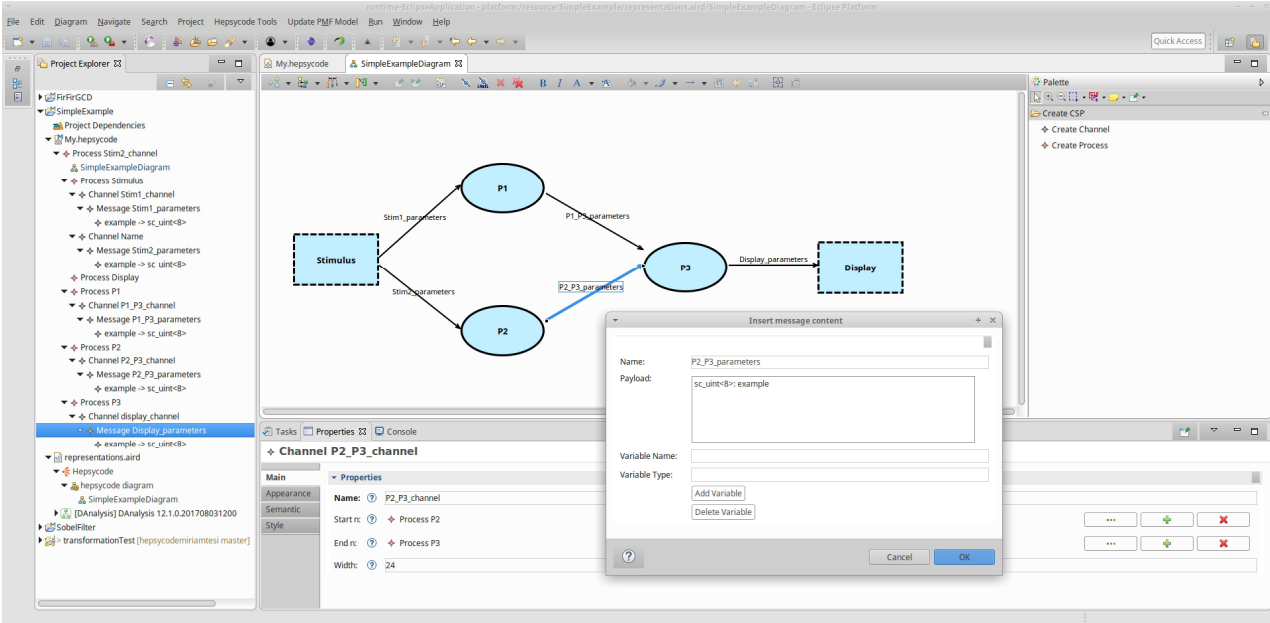 runtime-EclipseApplication - platform:/resource/SimpleExample/representations.aird/SimpleExampleDiagram - Eclipse Platform
File Edit Diagram Navigate Search Project Hepsycode Tools Update PMF Model Run Window Help
Quick Access
Project Explorer
FirFirGCD
SimpleExample
Project Dependencies
My.hepsycode
Process Stim2_channel
SimpleExampleDiagram
Process Stimulus
Channel Stim1_channel
Message Stim1_parameters
example -> sc_uint<8>
Channel Name
Message Stim2_parameters
example -> sc_uint<8>
Process Display
Process P1
Channel P1_P3_channel
Message P1_P3_parameters
example -> sc_uint<8>
Process P2
Channel P2_P3_channel
Message P2_P3_parameters
example -> sc_uint<8>
Process P3
Channel display_channel
Message Display_parameters
example -> sc_uint<8>
representations.aird
Hepsycode
hepsycode diagram
SimpleExampleDiagram
[DAnalysis] DAnalysis 12.1.0.201708031200
SobelFilter
> transformationTest [hepsycodemiriamtesi master]
My.hepsycode
SimpleExampleDiagram
B I A
P1
Stim1_parameters
P1_P3_parameters
Stimulus
Display_parameters
P3
Display
P2_P3_parameters
Stim2_parameters
P2
Palette
Create CSP
Create Channel
Create Process
Insert message content
Name: P2_P3_parameters
Payload: sc_uint<8>: example
Variable Name:
Variable Type:
Add Variable
Delete Variable
?
Cancel
OK
Tasks
Properties
Console
Channel P2_P3_channel
Main
Appearance
Semantic
Style
Properties
Name: ? P2_P3_channel
Start n: ? Process P2 ...
End n: ? Process P3 ...
Width: ? 24